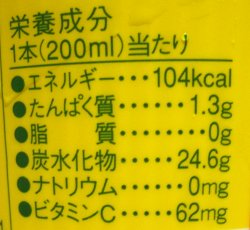 栄養成分
1本(200ml)当たり
●エネルギー‥‥104kcal
●たんぱく質‥‥‥1.3g
●脂　　質‥‥‥‥0g
●炭水化物‥‥‥24.6g
●ナトリウム‥‥‥0mg
●ビタミンC‥‥‥62mg